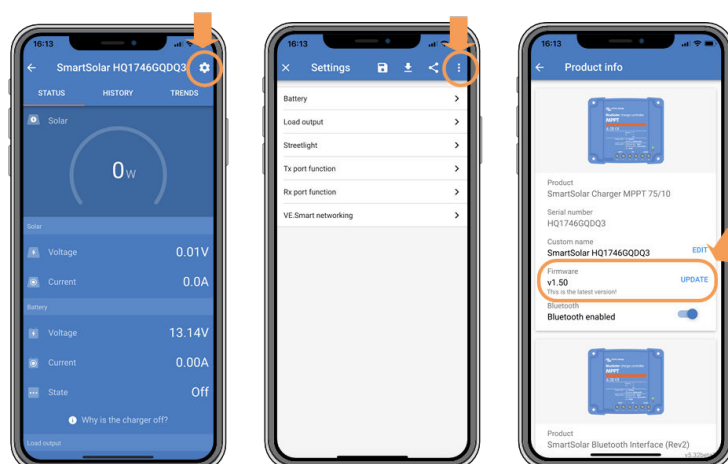 16:13
SmartSolar HQ1746GQDQ3
STATUS HISTORY TRENDS
Solar
0W
Solar
Voltage 0.01V
Current 0.0A
Battery
Voltage 13.14V
Current 0.00A
State Off
Why is the charger off?
Load output
16:13
Settings
Battery
Load output
Streetlight
Tx port function
Rx port function
VE.Smart networking
16:13
Product info
MPPT
Product
SmartSolar Charger MPPT 75/10
Serial number
HQ1746GQDQ3
Custom name
SmartSolar HQ1746GQDQ3 EDIT
Firmware
v1.50 UPDATE
This is the latest version!
Bluetooth
Bluetooth enabled
MPPT
Product
SmartSolar Bluetooth Interface (Rev2)